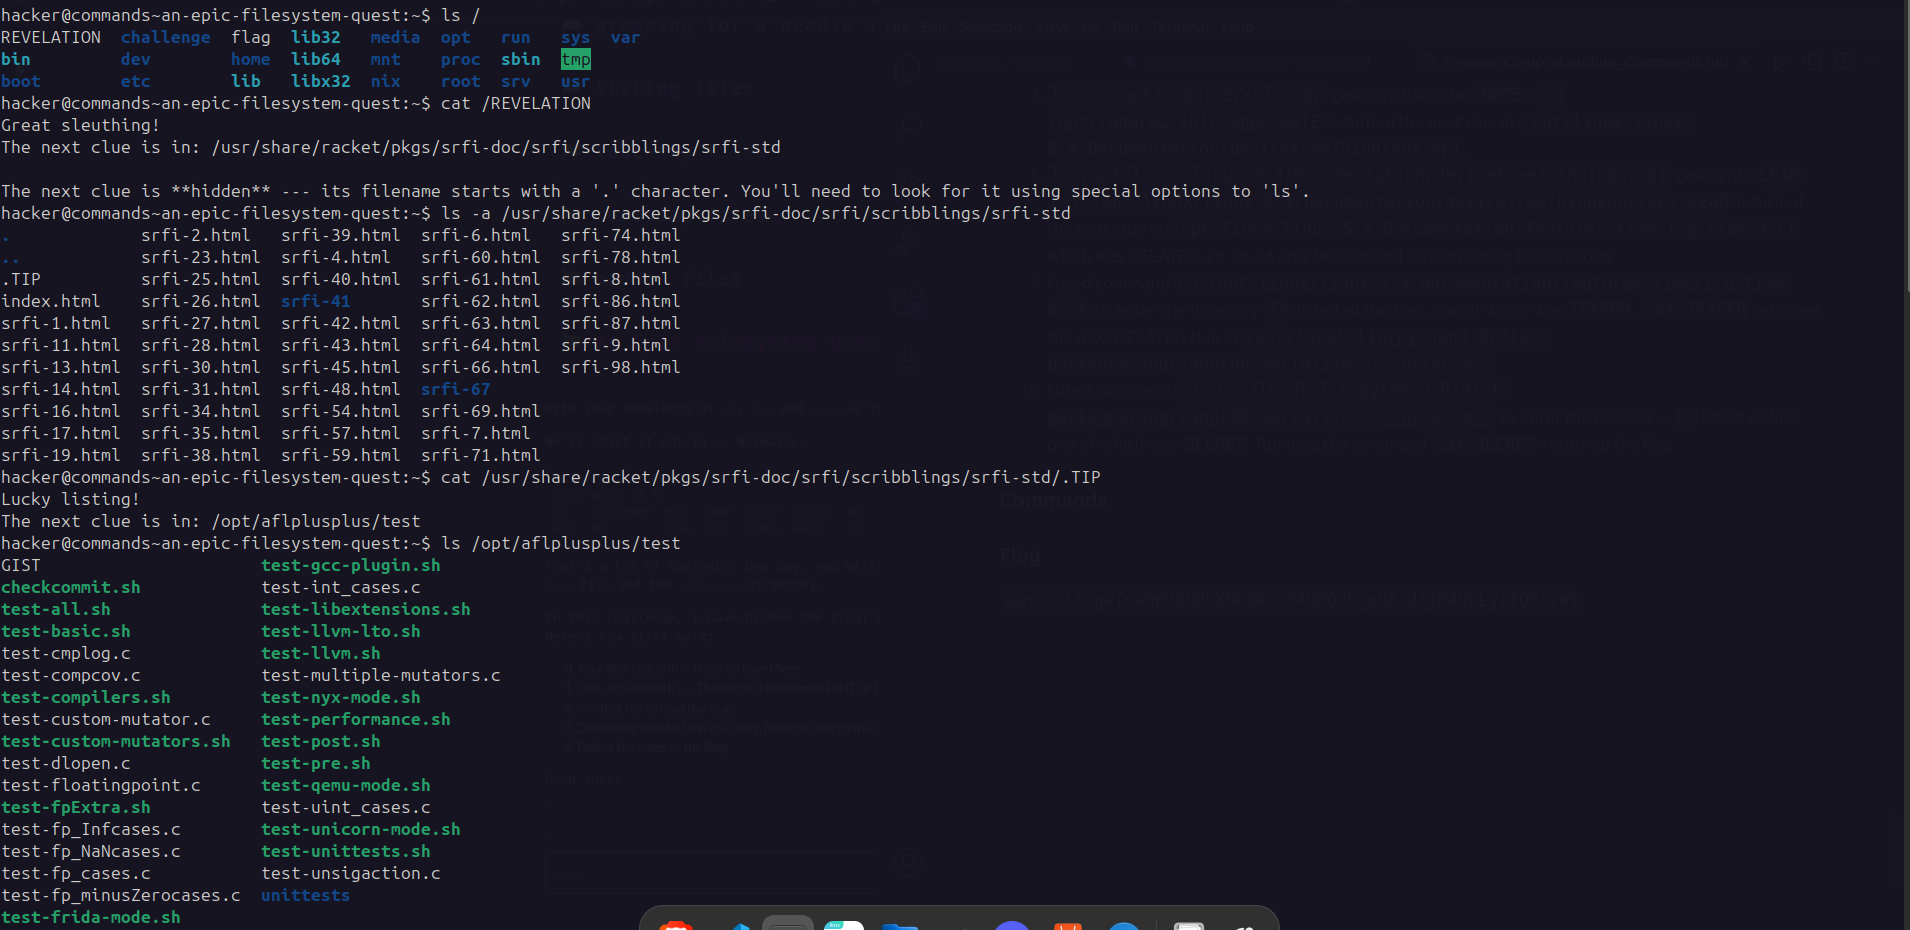 hacker@commands~an-epic-filesystem-quest:~$ ls /
REVELATION  challenge  flag  lib32   media  opt   run   sys  var
bin         dev        home  lib64   mnt    proc  sbin  tmp
boot        etc        lib   libx32  nix    root  srv   usr
hacker@commands~an-epic-filesystem-quest:~$ cat /REVELATION
Great sleuthing!
The next clue is in: /usr/share/racket/pkgs/srfi-doc/srfi/scribblings/srfi-std

The next clue is **hidden** --- its filename starts with a '.' character. You'll need to look for it using special options to 'ls'.
hacker@commands~an-epic-filesystem-quest:~$ ls -a /usr/share/racket/pkgs/srfi-doc/srfi/scribblings/srfi-std
.             srfi-2.html   srfi-39.html  srfi-6.html   srfi-74.html
..            srfi-23.html  srfi-4.html   srfi-60.html  srfi-78.html
.TIP          srfi-25.html  srfi-40.html  srfi-61.html  srfi-8.html
index.html    srfi-26.html  srfi-41       srfi-62.html  srfi-86.html
srfi-1.html   srfi-27.html  srfi-42.html  srfi-63.html  srfi-87.html
srfi-11.html  srfi-28.html  srfi-43.html  srfi-64.html  srfi-9.html
srfi-13.html  srfi-30.html  srfi-45.html  srfi-66.html  srfi-98.html
srfi-14.html  srfi-31.html  srfi-48.html  srfi-67
srfi-16.html  srfi-34.html  srfi-54.html  srfi-69.html
srfi-17.html  srfi-35.html  srfi-57.html  srfi-7.html
srfi-19.html  srfi-38.html  srfi-59.html  srfi-71.html
hacker@commands~an-epic-filesystem-quest:~$ cat /usr/share/racket/pkgs/srfi-doc/srfi/scribblings/srfi-std/.TIP
Lucky listing!
The next clue is in: /opt/aflplusplus/test
hacker@commands~an-epic-filesystem-quest:~$ ls /opt/aflplusplus/test
GIST                      test-gcc-plugin.sh
checkcommit.sh            test-int_cases.c
test-all.sh               test-libextensions.sh
test-basic.sh             test-llvm-lto.sh
test-cmplog.c             test-llvm.sh
test-compcov.c            test-multiple-mutators.c
test-compilers.sh         test-nyx-mode.sh
test-custom-mutator.c     test-performance.sh
test-custom-mutators.sh   test-post.sh
test-dlopen.c             test-pre.sh
test-floatingpoint.c      test-qemu-mode.sh
test-fpExtra.sh           test-uint_cases.c
test-fp_Infcases.c        test-unicorn-mode.sh
test-fp_NaNcases.c        test-unittests.sh
test-fp_cases.c           test-unsigaction.c
test-fp_minusZerocases.c  unittests
test-frida-mode.sh
File Edit Selection View Go Run Terminal Help
Preview Comprehending_Commands.md
Commands
Flag